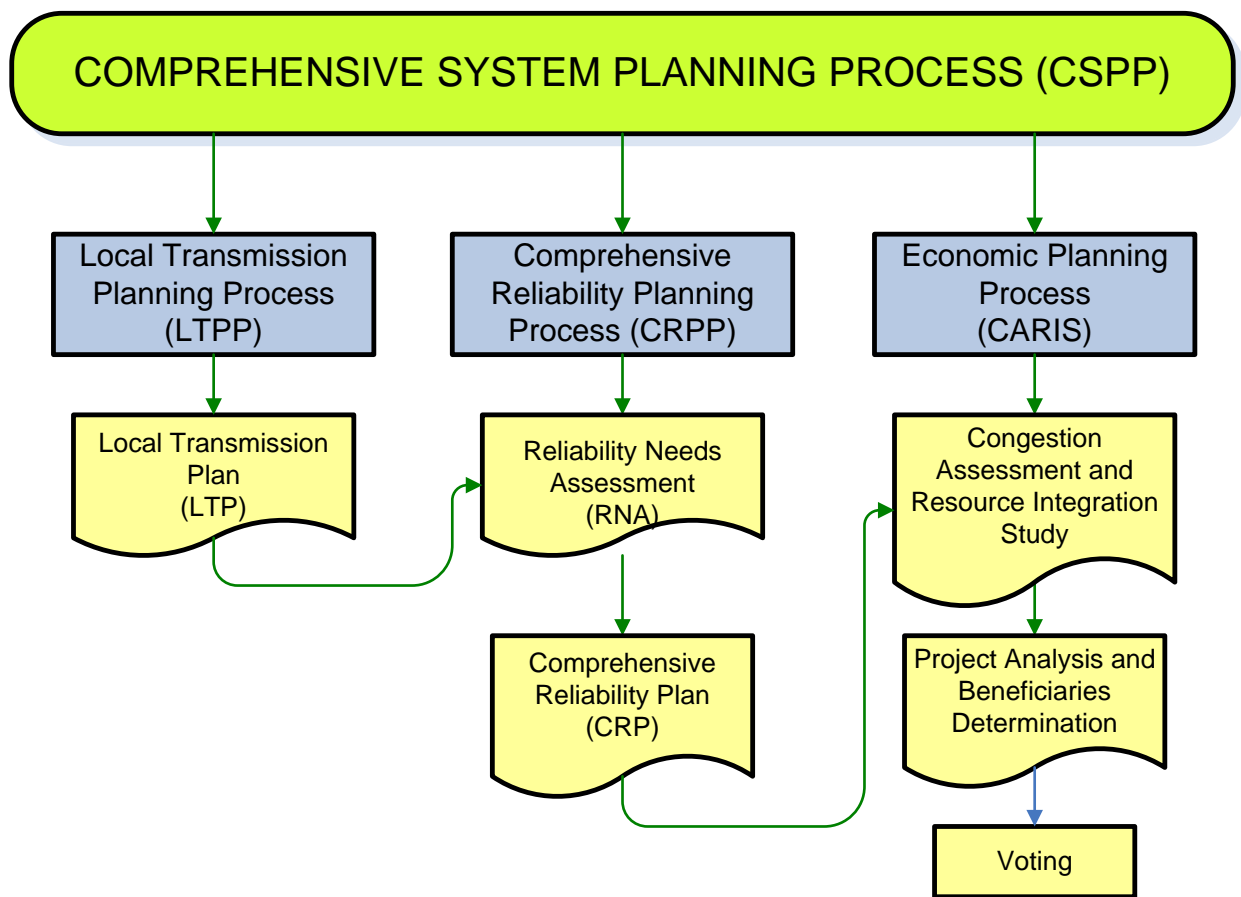 COMPREHENSIVE SYSTEM PLANNING PROCESS (CSPP)
Local Transmission
Planning Process
(LTPP)
Comprehensive
Reliability Planning
Process (CRPP)
Economic Planning
Process
(CARIS)
Local Transmission
Plan
(LTP)
Reliability Needs
Assessment
(RNA)
Congestion
Assessment and
Resource Integration
Study
Comprehensive
Reliability Plan
(CRP)
Project Analysis and
Beneficiaries
Determination
Voting